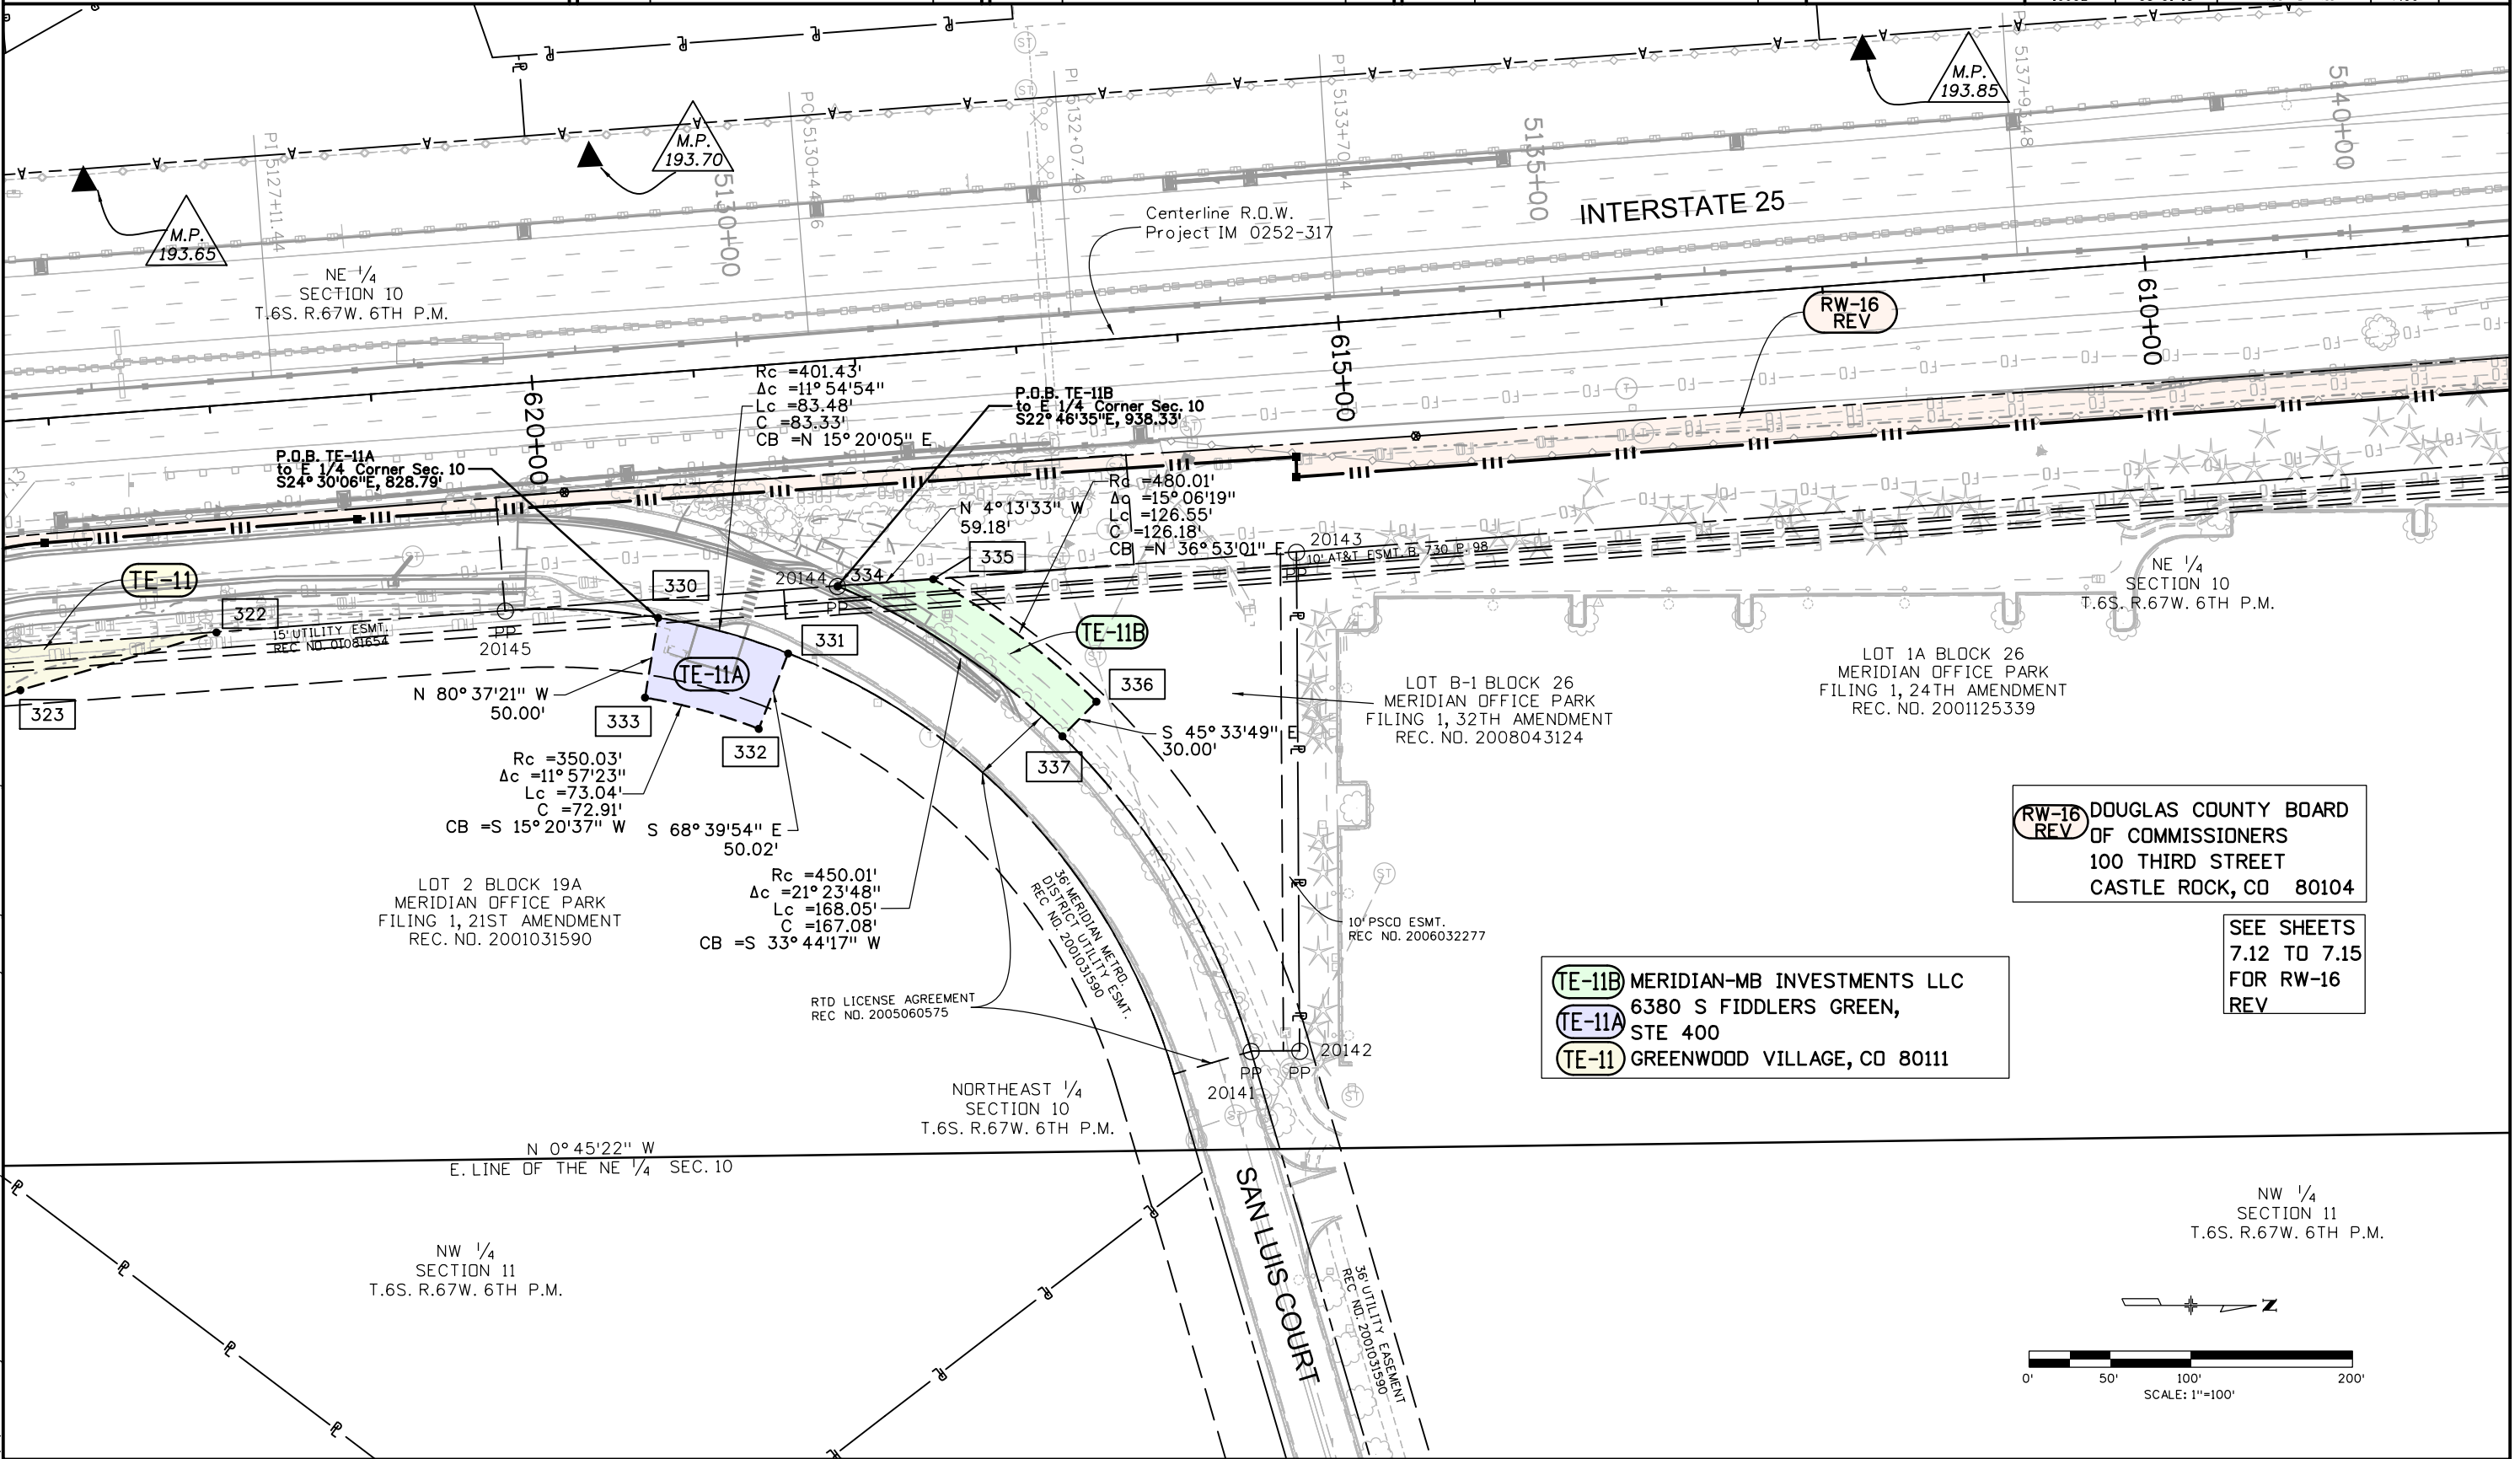 M.P.
193.65
M.P.
193.70
M.P.
193.85
PI 5127+11.44
5130+00
PI 5132+07.46
5135+00
5140+00
INTERSTATE 25
Centerline R.O.W.
Project IM 0252-317
NE 1/4
SECTION 10
T.6S. R.67W. 6TH P.M.
620+00
615+00
610+00
RW-16
REV
Rc =401.43'
Δc =11°54'54"
Lc =83.48'
C =83.33'
CB =N 15°20'05" E
P.O.B. TE-11B
to E 1/4 Corner Sec. 10
S22°46'35"E, 938.33'
P.O.B. TE-11A
to E 1/4 Corner Sec. 10
S24°30'06"E, 828.79'
Rc =480.01'
Δc =15°06'19"
Lc =126.55'
C =126.18'
CB =N 36°53'01" E
N 4°13'33" W
59.18'
20143
10' AT&T ESMT. B. 730 P. 98
PP
335
20144
334
PP
330
331
TE-11
322
15' UTILITY ESMT.
REC NO. 01081654
PP
20145
323
TE-11A
TE-11B
336
N 80°37'21" W
50.00'
333
332
337
S 45°33'49" E
30.00'
Rc =350.03'
Δc =11°57'23"
Lc =73.04'
C =72.91'
CB =S 15°20'37" W
S 68°39'54" E
50.02'
Rc =450.01'
Δc =21°23'48"
Lc =168.05'
C =167.08'
CB =S 33°44'17" W
NE 1/4
SECTION 10
T.6S. R.67W. 6TH P.M.
LOT 1A BLOCK 26
MERIDIAN OFFICE PARK
FILING 1, 24TH AMENDMENT
REC. NO. 2001125339
LOT B-1 BLOCK 26
MERIDIAN OFFICE PARK
FILING 1, 32TH AMENDMENT
REC. NO. 2008043124
LOT 2 BLOCK 19A
MERIDIAN OFFICE PARK
FILING 1, 21ST AMENDMENT
REC. NO. 2001031590
36' MERIDIAN METRO.
DISTRICT UTILITY ESMT.
REC NO. 2001031590
10' PSCO ESMT.
REC NO. 2006032277
RTD LICENSE AGREEMENT
REC NO. 2005060575
RW-16
REV
DOUGLAS COUNTY BOARD
OF COMMISSIONERS
100 THIRD STREET
CASTLE ROCK, CO 80104
SEE SHEETS
7.12 TO 7.15
FOR RW-16
REV
TE-11B MERIDIAN-MB INVESTMENTS LLC
6380 S FIDDLERS GREEN,
TE-11A
STE 400
TE-11 GREENWOOD VILLAGE, CO 80111
20142
PP PP
20141
NORTHEAST 1/4
SECTION 10
T.6S. R.67W. 6TH P.M.
N 0°45'22" W
E. LINE OF THE NE 1/4 SEC. 10
SAN LUIS COURT
36' UTILITY EASEMENT
REC NO. 2001031590
NW 1/4
SECTION 11
T.6S. R.67W. 6TH P.M.
NW 1/4
SECTION 11
T.6S. R.67W. 6TH P.M.
N
0' 50' 100' 200'
SCALE: 1"=100'